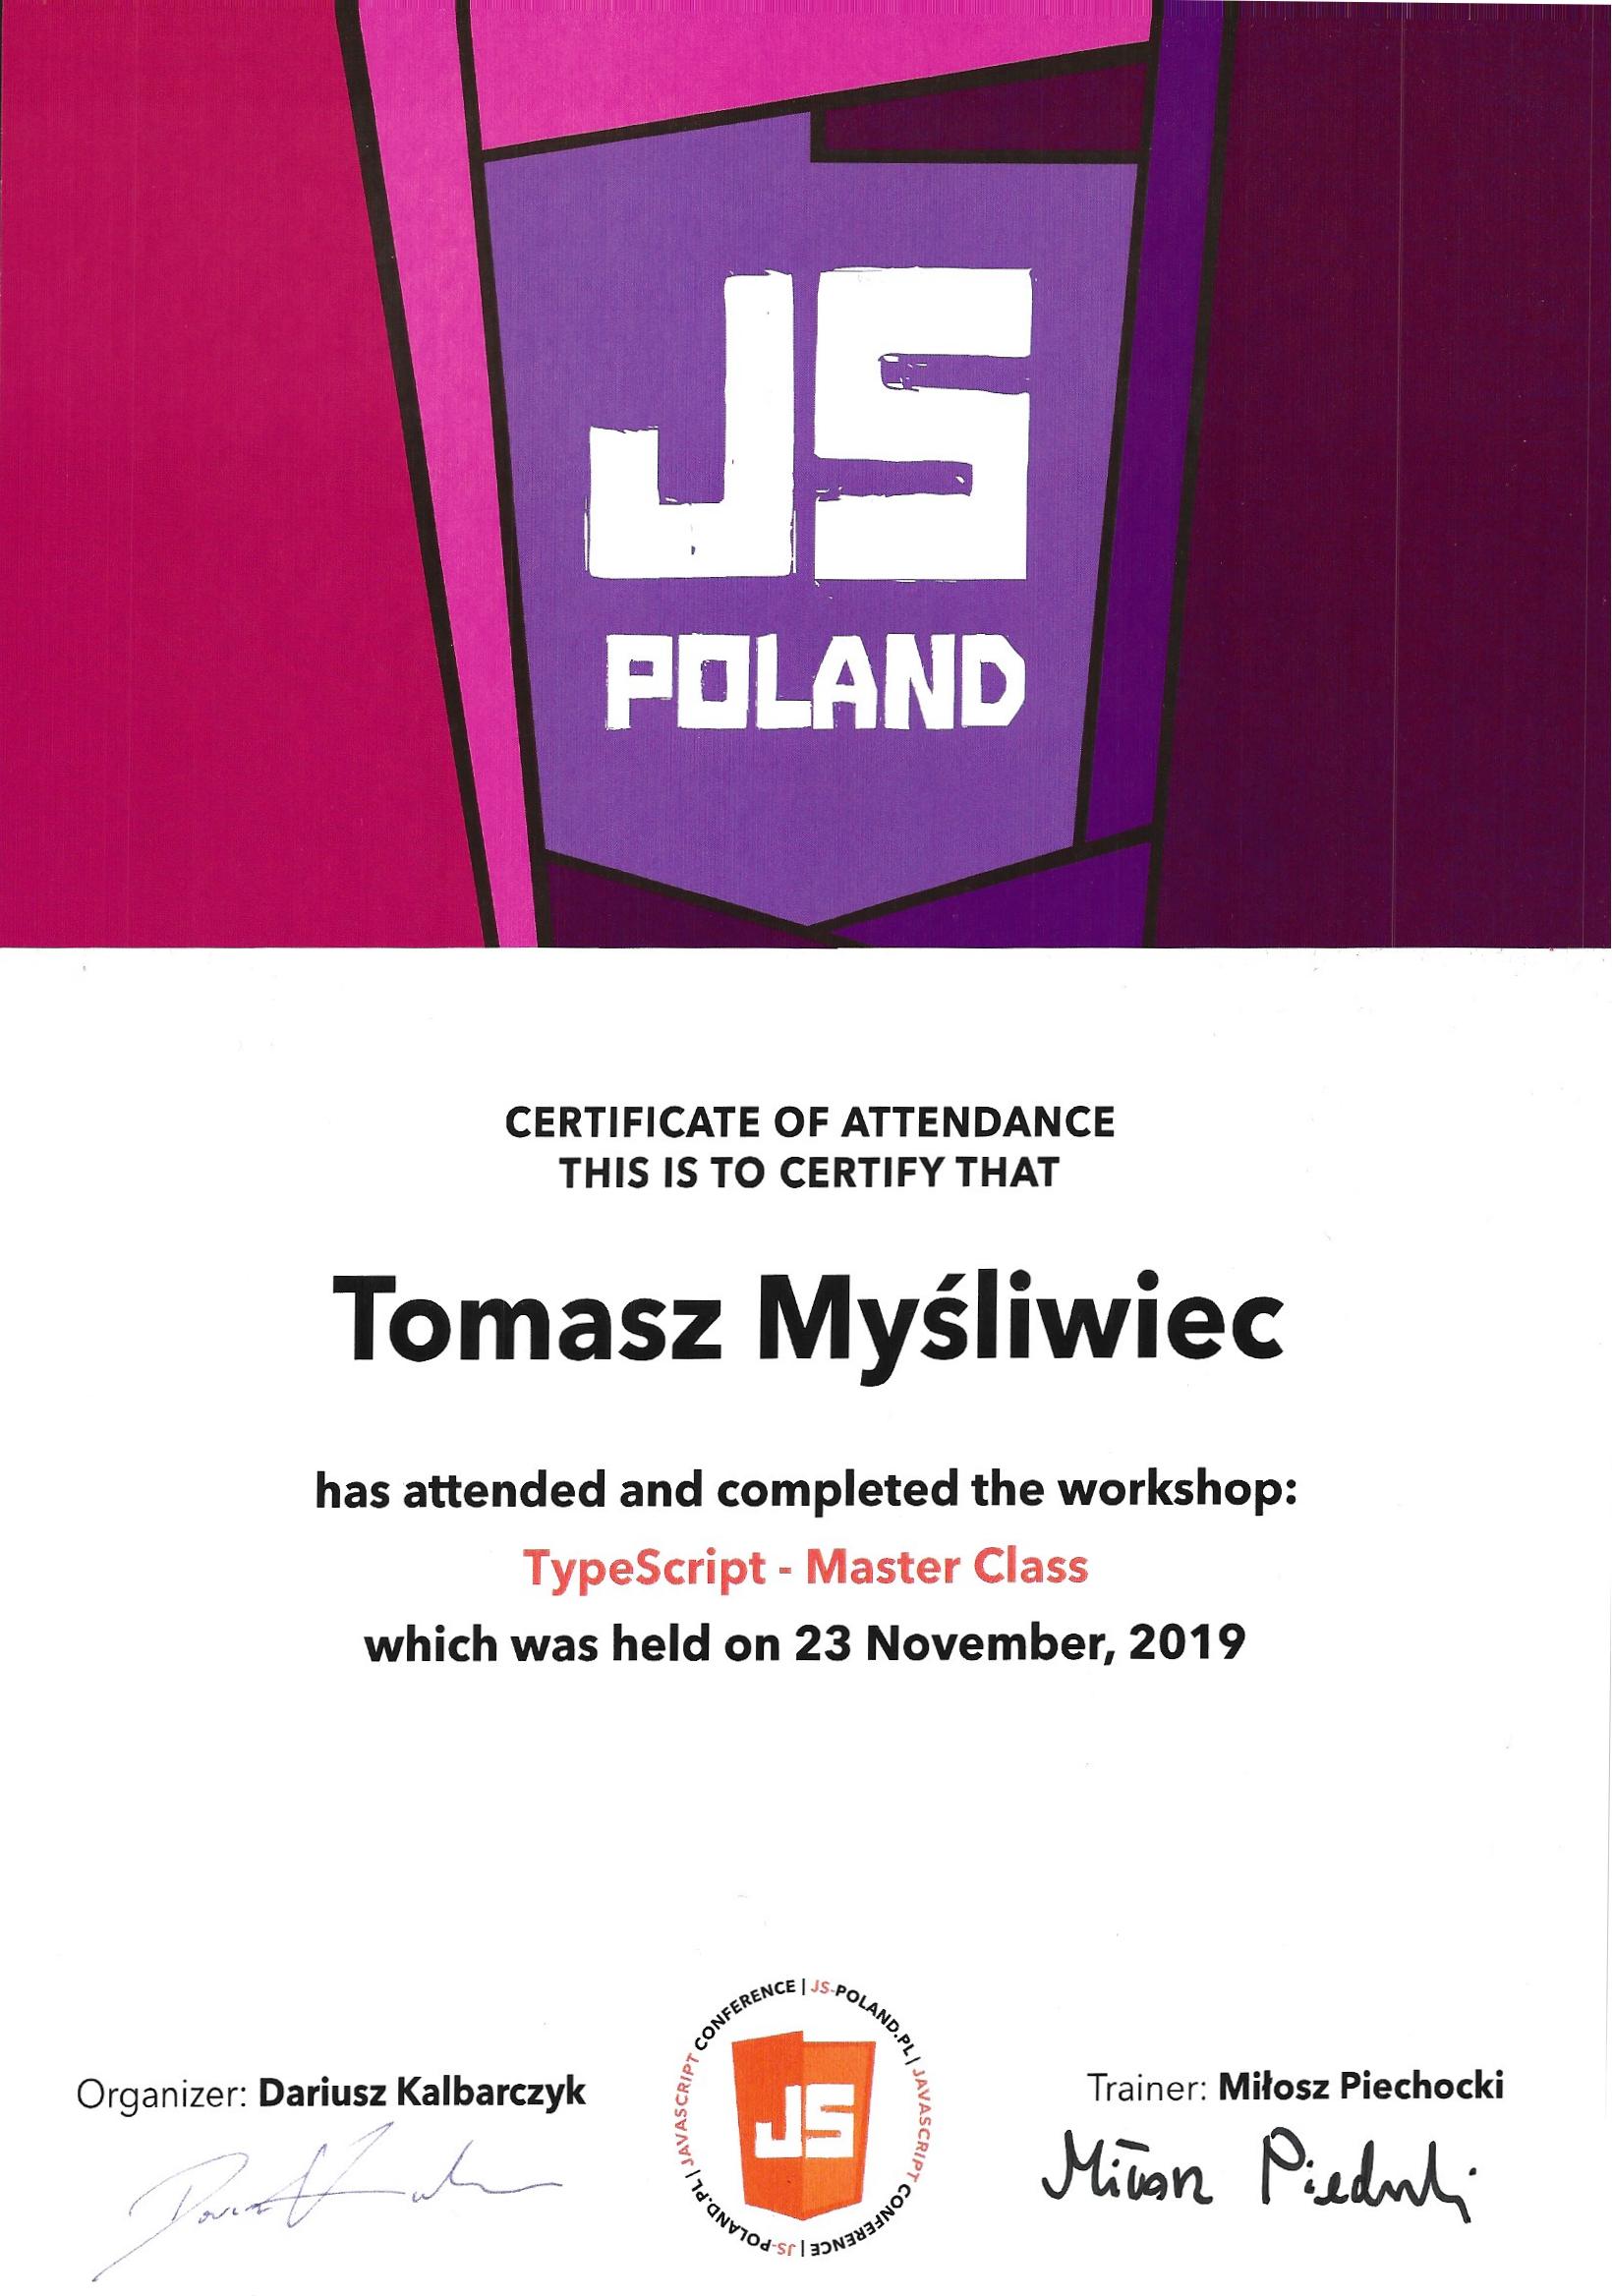 JS
POLAND
CERTIFICATE OF ATTENDANCE
THIS IS TO CERTIFY THAT
Tomasz Myśliwiec
has attended and completed the workshop:
TypeScript - Master Class
which was held on 23 November, 2019
Organizer: Dariusz Kalbarczyk
JAVASCRIPT CONFERENCE | JS-POLAND.PL | JAVASCRIPT CONFERENCE | JS-POLAND.PL |
JS
Trainer: Miłosz Piechocki
Miłosz Piechocki